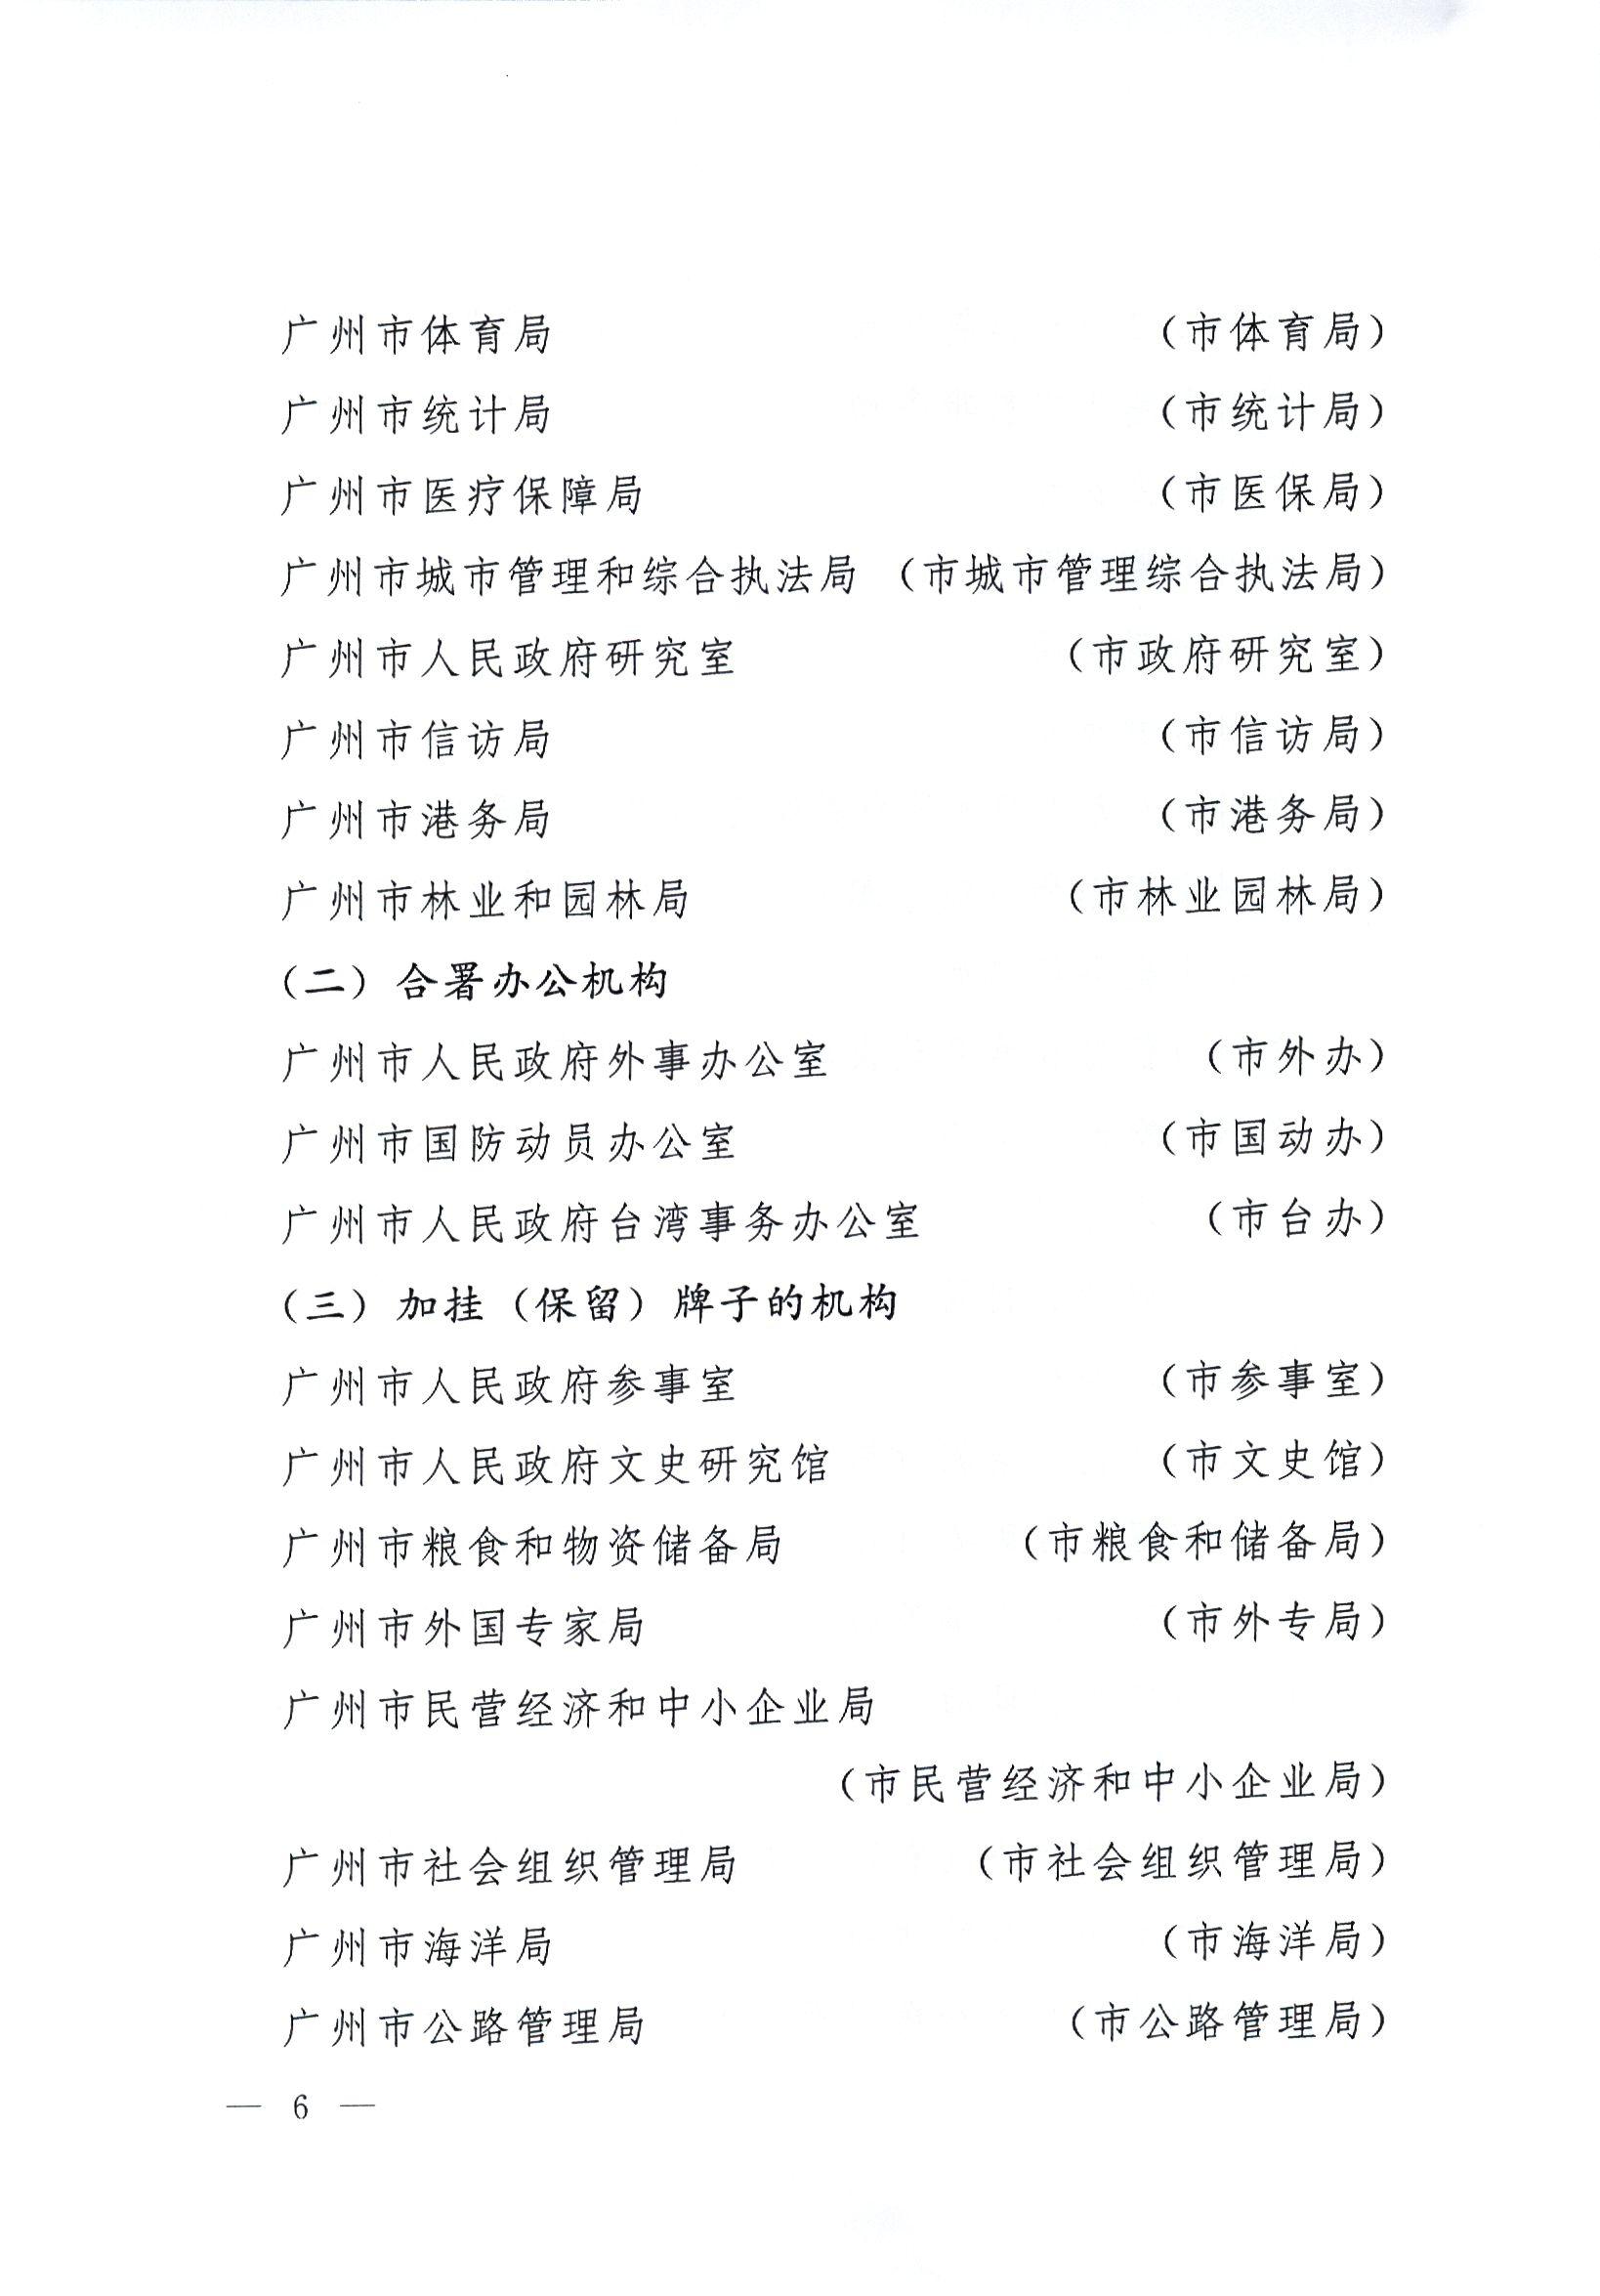 广州市体育局 （市体育局）
广州市统计局 （市统计局）
广州市医疗保障局 （市医保局）
广州市城市管理和综合执法局 （市城市管理综合执法局）
广州市人民政府研究室 （市政府研究室）
广州市信访局 （市信访局）
广州市港务局 （市港务局）
广州市林业和园林局 （市林业园林局）
（二）合署办公机构
广州市人民政府外事办公室 （市外办）
广州市国防动员办公室 （市国动办）
广州市人民政府台湾事务办公室 （市台办）
（三）加挂（保留）牌子的机构
广州市人民政府参事室 （市参事室）
广州市人民政府文史研究馆 （市文史馆）
广州市粮食和物资储备局 （市粮食和储备局）
广州市外国专家局 （市外专局）
广州市民营经济和中小企业局
（市民营经济和中小企业局）
广州市社会组织管理局 （市社会组织管理局）
广州市海洋局 （市海洋局）
广州市公路管理局 （市公路管理局）
— 6 —